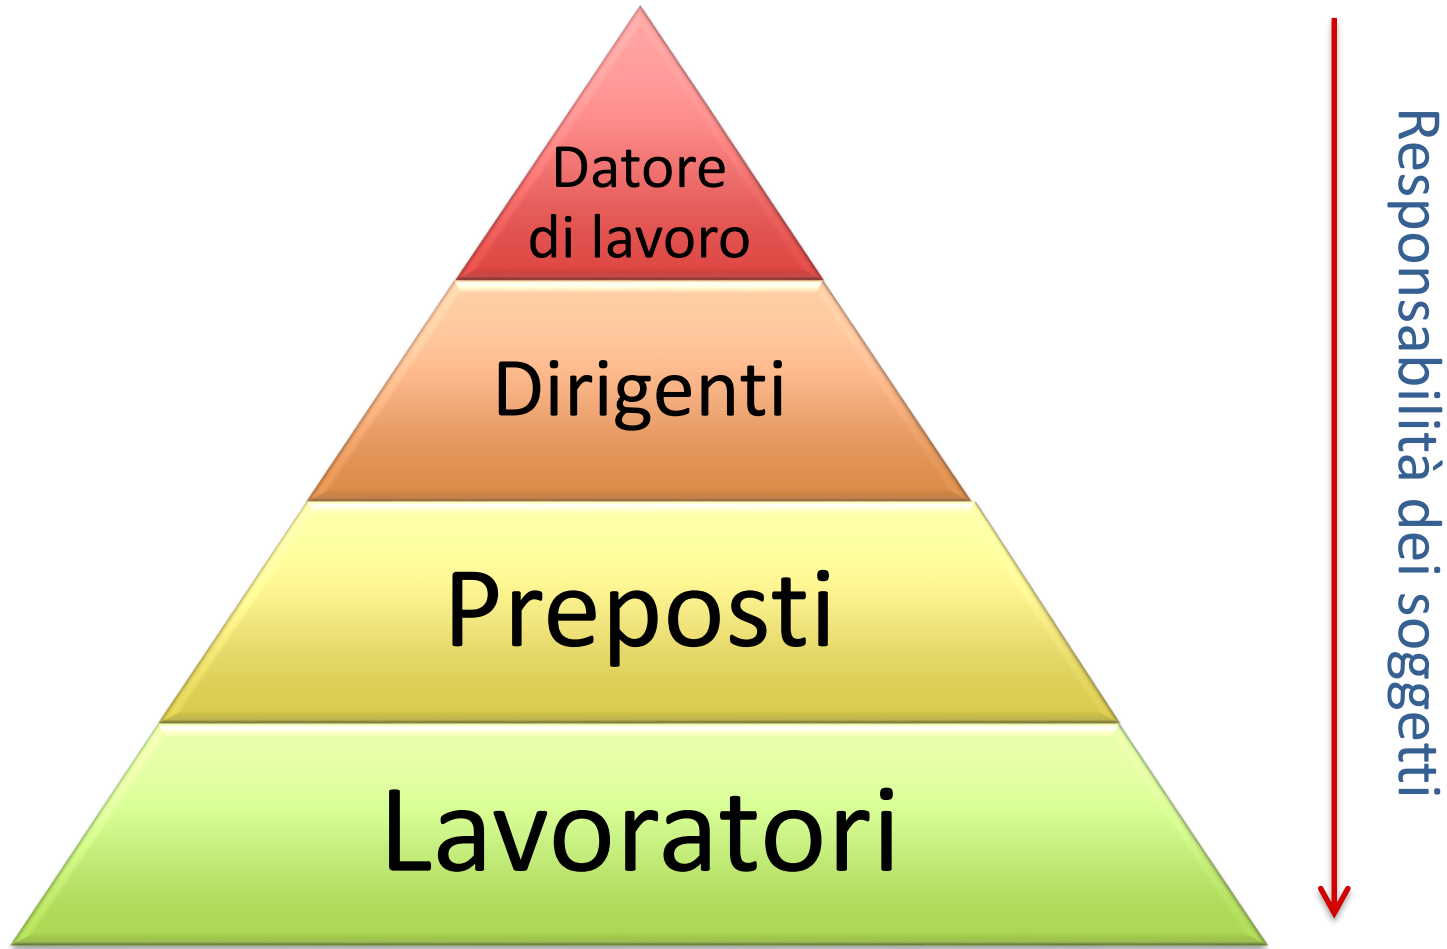 Datore
di lavoro
Dirigenti
Preposti
Lavoratori
Responsabilità dei soggetti